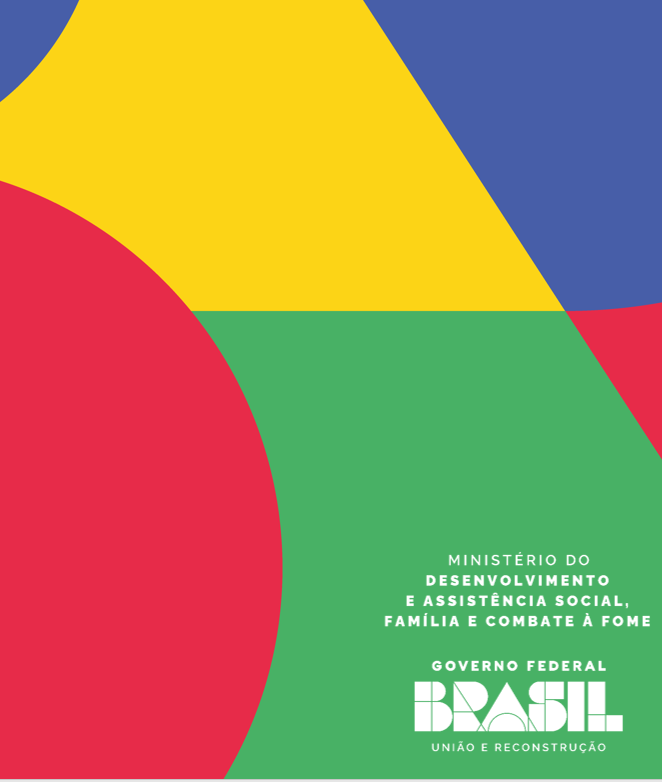 MINISTÉRIO DO
DESENVOLVIMENTO
E ASSISTÊNCIA SOCIAL,
FAMÍLIA E COMBATE À FOME
GOVERNO FEDERAL
BRASIL
UNIÃO E RECONSTRUÇÃO